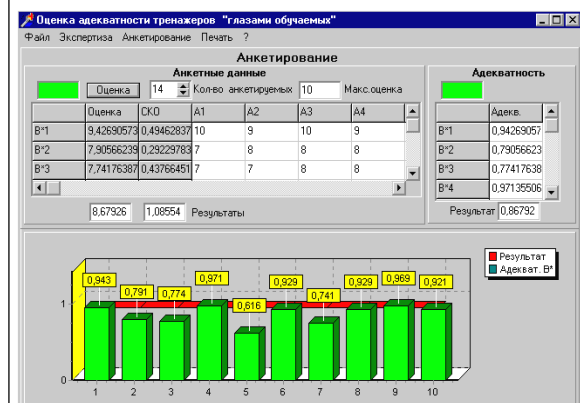 Оценка адекватности тренажеров "глазами обучаемых"
Файл Экспертиза Анкетирование Печать ?
Анкетирование
Анкетные данные
Оценка 14 Кол-во анкетируемых 10 Макс.оценка
Оценка СКО A1 A2 A3 A4
B*1 9,42690573 0,49462837 10 9 10 9
B*2 7,90566239 0,29229783 7 8 8 8
B*3 7,74176387 0,43766451 7 7 8 8
8,67926 1,08554 Результаты
Адекватность
Адекв.
B*1 0,94269057
B*2 0,79056623
B*3 0,77417638
B*4 0,97135506
Результат 0,86792
Результат
Адекват. B*
0,943 0,791 0,774 0,971 0,616 0,929 0,741 0,929 0,969 0,921
1
0
1 2 3 4 5 6 7 8 9 10